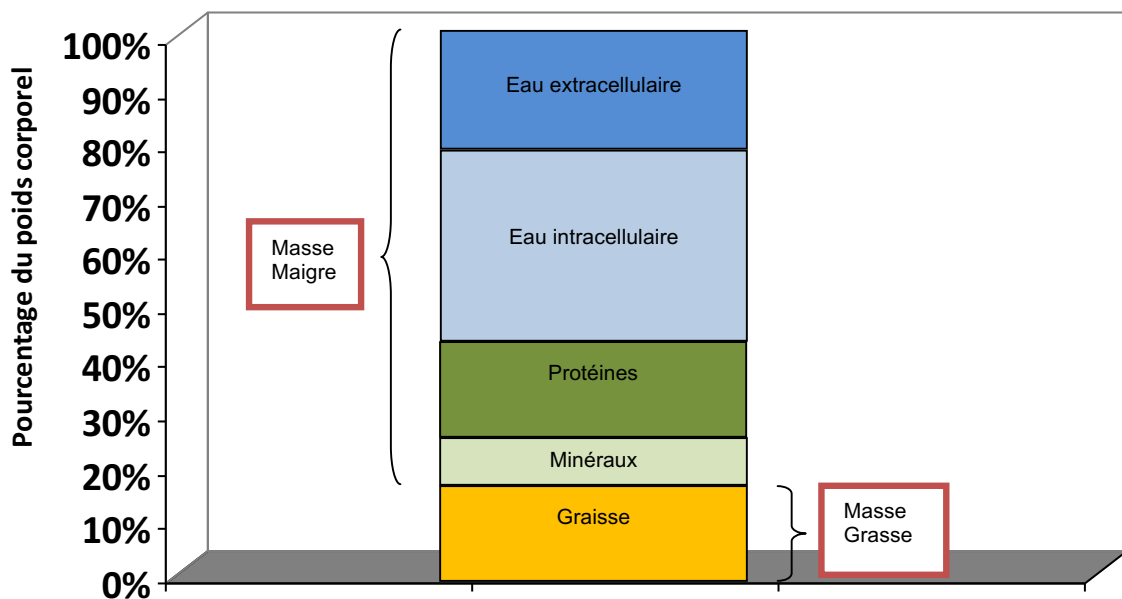 Pourcentage du poids corporel
100%
90%
80%
70%
60%
50%
40%
30%
20%
10%
0%
Masse
Maigre
Eau extracellulaire
Eau intracellulaire
Protéines
Minéraux
Graisse
Masse
Grasse